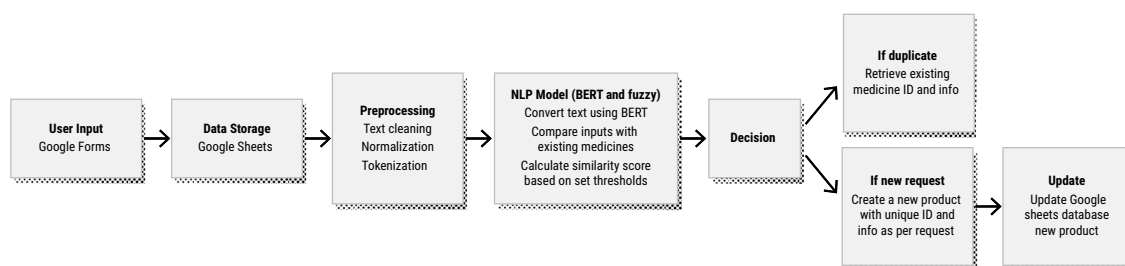 User Input
Google Forms
Data Storage
Google Sheets
Preprocessing
Text cleaning
Normalization
Tokenization
NLP Model (BERT and fuzzy)
Convert text using BERT
Compare inputs with
existing medicines
Calculate similarity score
based on set thresholds
Decision
If duplicate
Retrieve existing
medicine ID and info
If new request
Create a new product
with unique ID and
info as per request
Update
Update Google
sheets database
new product